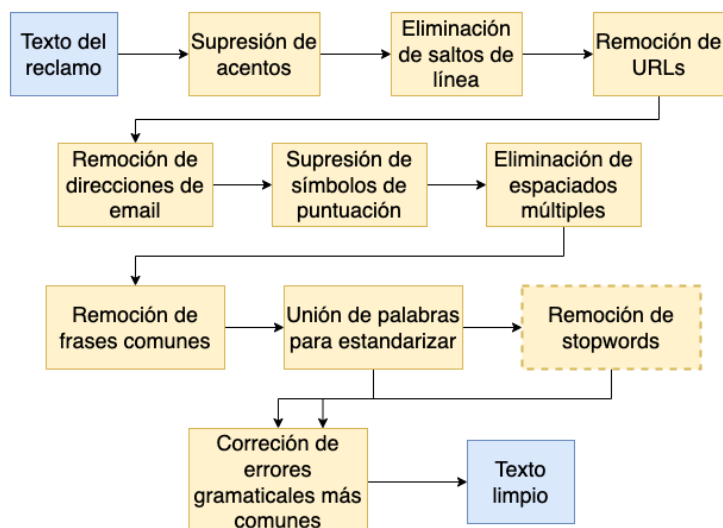 Texto del
reclamo
Supresión de
acentos
Eliminación
de saltos de
línea
Remoción de
URLs
Remoción de
direcciones de
email
Supresión de
símbolos de
puntuación
Eliminación de
espaciados
múltiples
Remoción de
frases comunes
Unión de palabras
para estandarizar
Remoción de
stopwords
Correción de
errores
gramaticales más
comunes
Texto
limpio